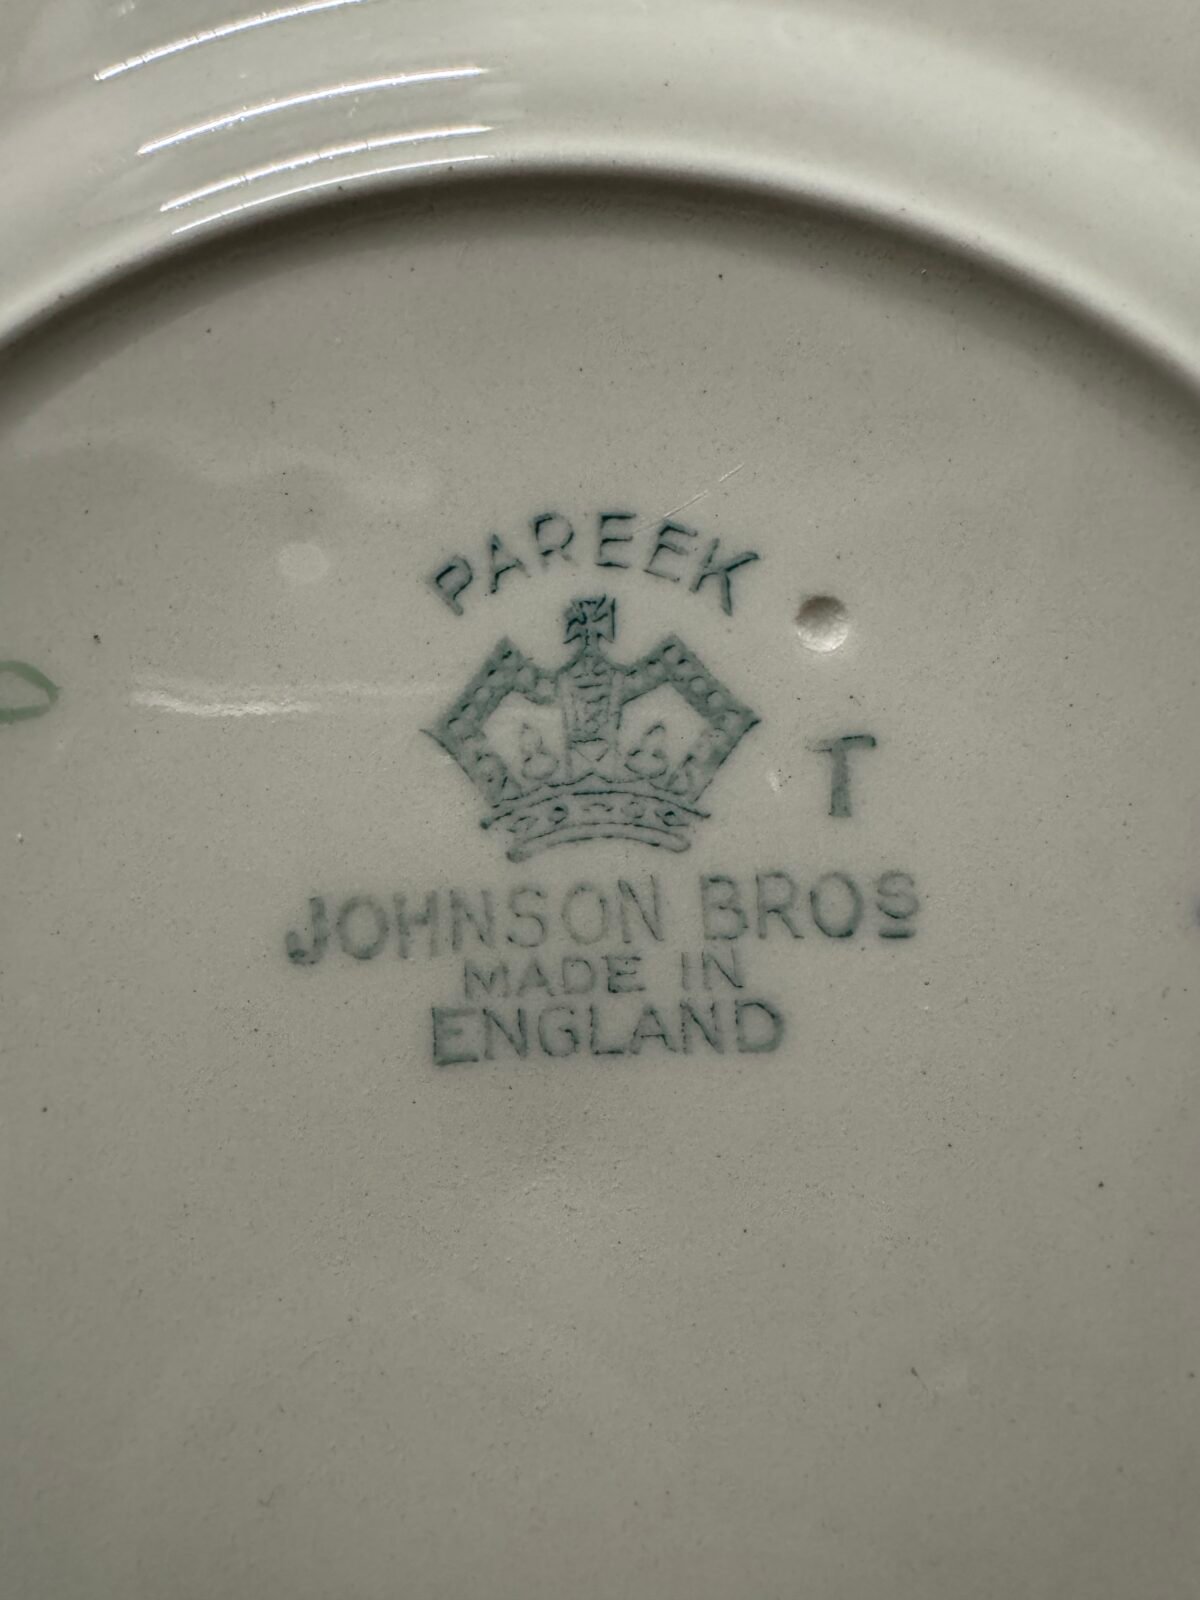 PAREEK
T
JOHNSON BROS
MADE IN
ENGLAND